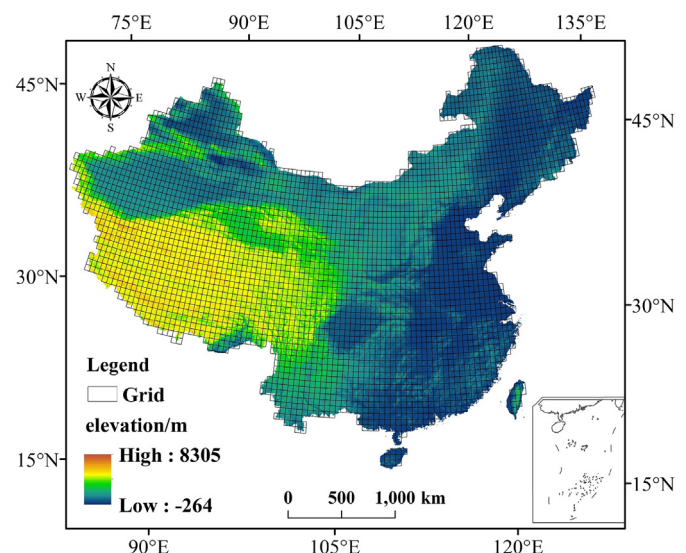 75°E 90°E 105°E 120°E 135°E
N
W E
S
45°N
45°N
30°N
30°N
Legend
Grid
elevation/m
High : 8305
Low : -264
15°N
15°N
0 500 1,000 km
90°E 105°E 120°E